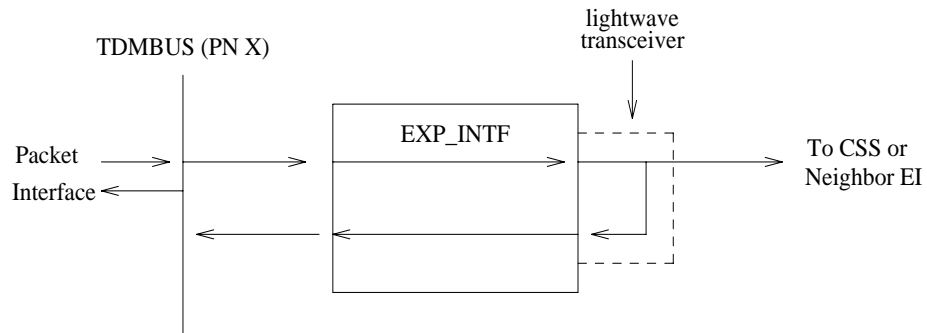 lightwave
transceiver
TDMBUS (PN X)
EXP_INTF
Packet
Interface
To CSS or
Neighbor EI